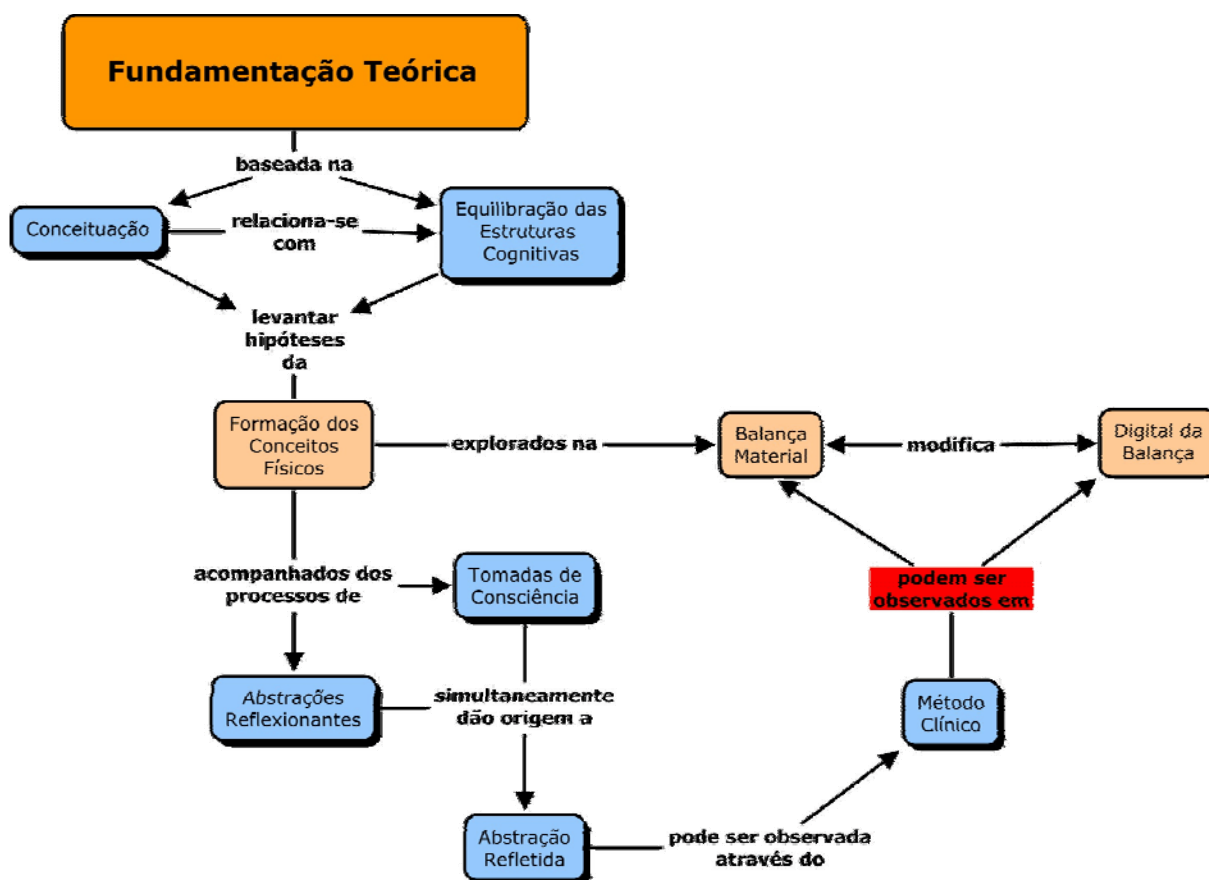 Fundamentação Teórica
baseada na
Conceituação
relaciona-se
com
Equilibração das
Estruturas
Cognitivas
levantar
hipóteses
da
Formação dos
Conceitos
Físicos
explorados na
Balança
Material
modifica
Digital da
Balança
acompanhados dos
processos de
Tomadas de
Consciência
podem ser
observados em
Abstrações
Reflexionantes
simultaneamente
dão origem a
Método
Clínico
Abstração
Refletida
pode ser observada
através do